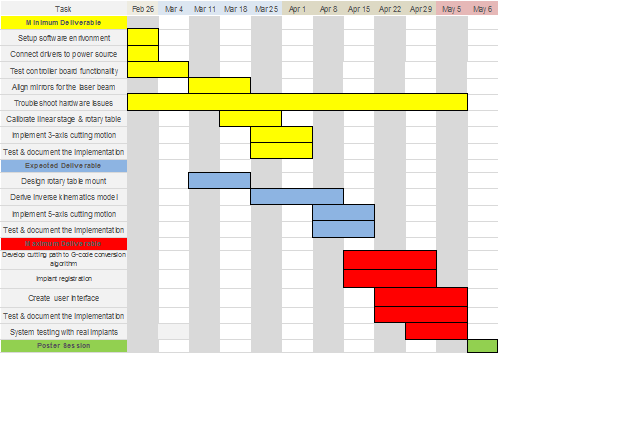 Task Feb 26 Mar 4 Mar 11 Mar 18 Mar 25 Apr 1 Apr 8 Apr 15 Apr 22 Apr 29 May 5 May 6
Minimum Deliverable
Setup software enrivonment
Connect drivers to power source
Test controller board functionality
Align mirrors for the laser beam
Troubleshoot hardware issues
Calibrate linear stage & rotary table
Implement 3-axis cutting motion
Test & document the implementation
Expected Deliverable
Design rotary table mount
Derive inverse kinematics model
Implement 5-axis cutting motion
Test & document the implementation
Maximum Deliverable
Develop cutting path to G-code conversion
algorithm
Implant registration
Create user interface
Test & document the implementation
System testing with real implants
Poster Session